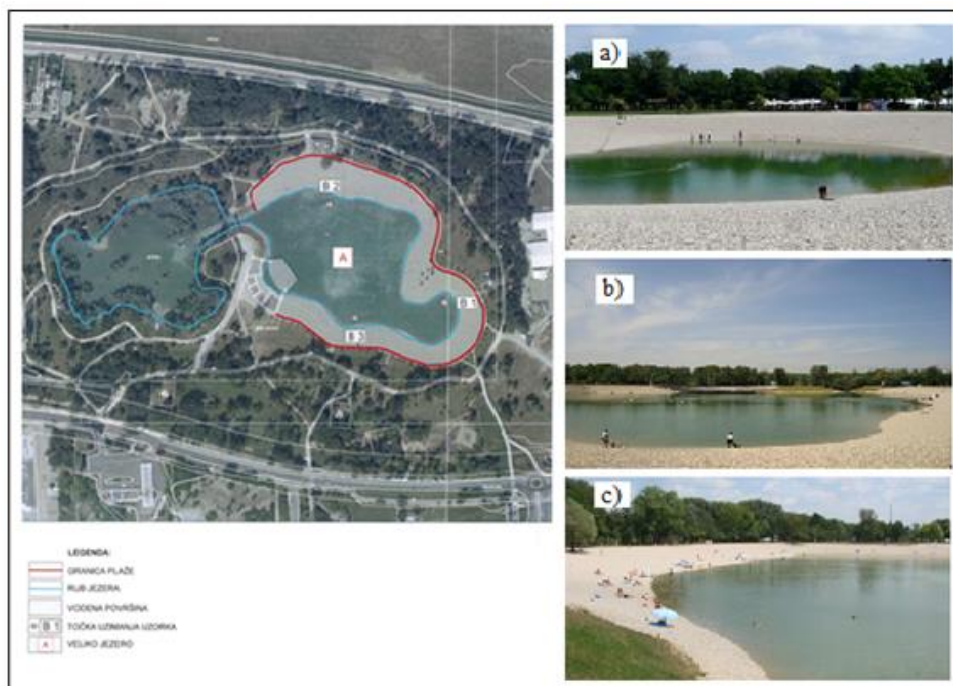 B 2
A
B 1
B 3
LEGENDA:
GRANICA PLAŽE
RUB JEZERA
VODENA POVRŠINA
B 1 TOČKA UZIMANJA UZORKA
A VELIKO JEZERO
a)
b)
c)